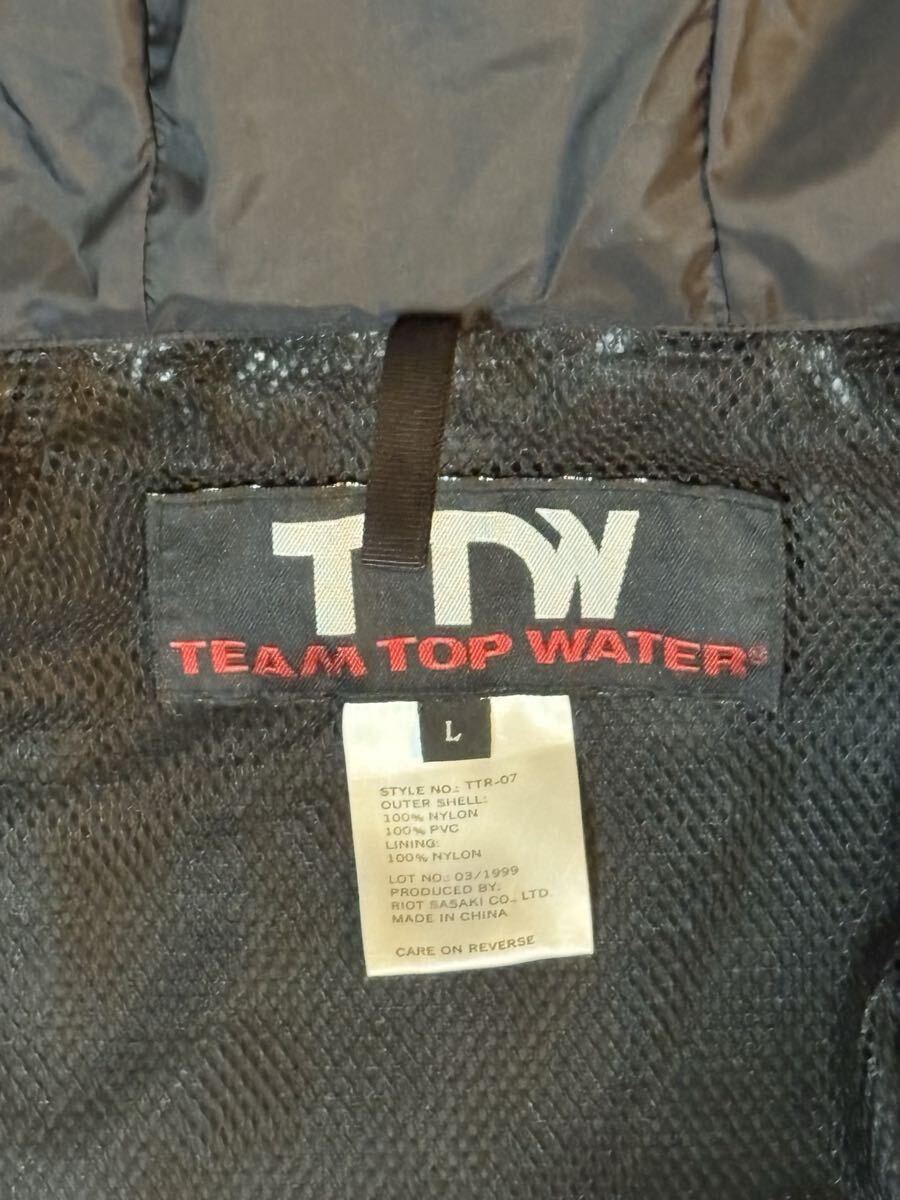 TTW
TEAM TOP WATER®
L
STYLE NO.: TTR-07
OUTER SHELL:
100% NYLON
100% PVC
LINING:
100% NYLON
LOT NO.: 03/1999
PRODUCED BY:
RIOT SASAKI CO., LTD.
MADE IN CHINA
CARE ON REVERSE